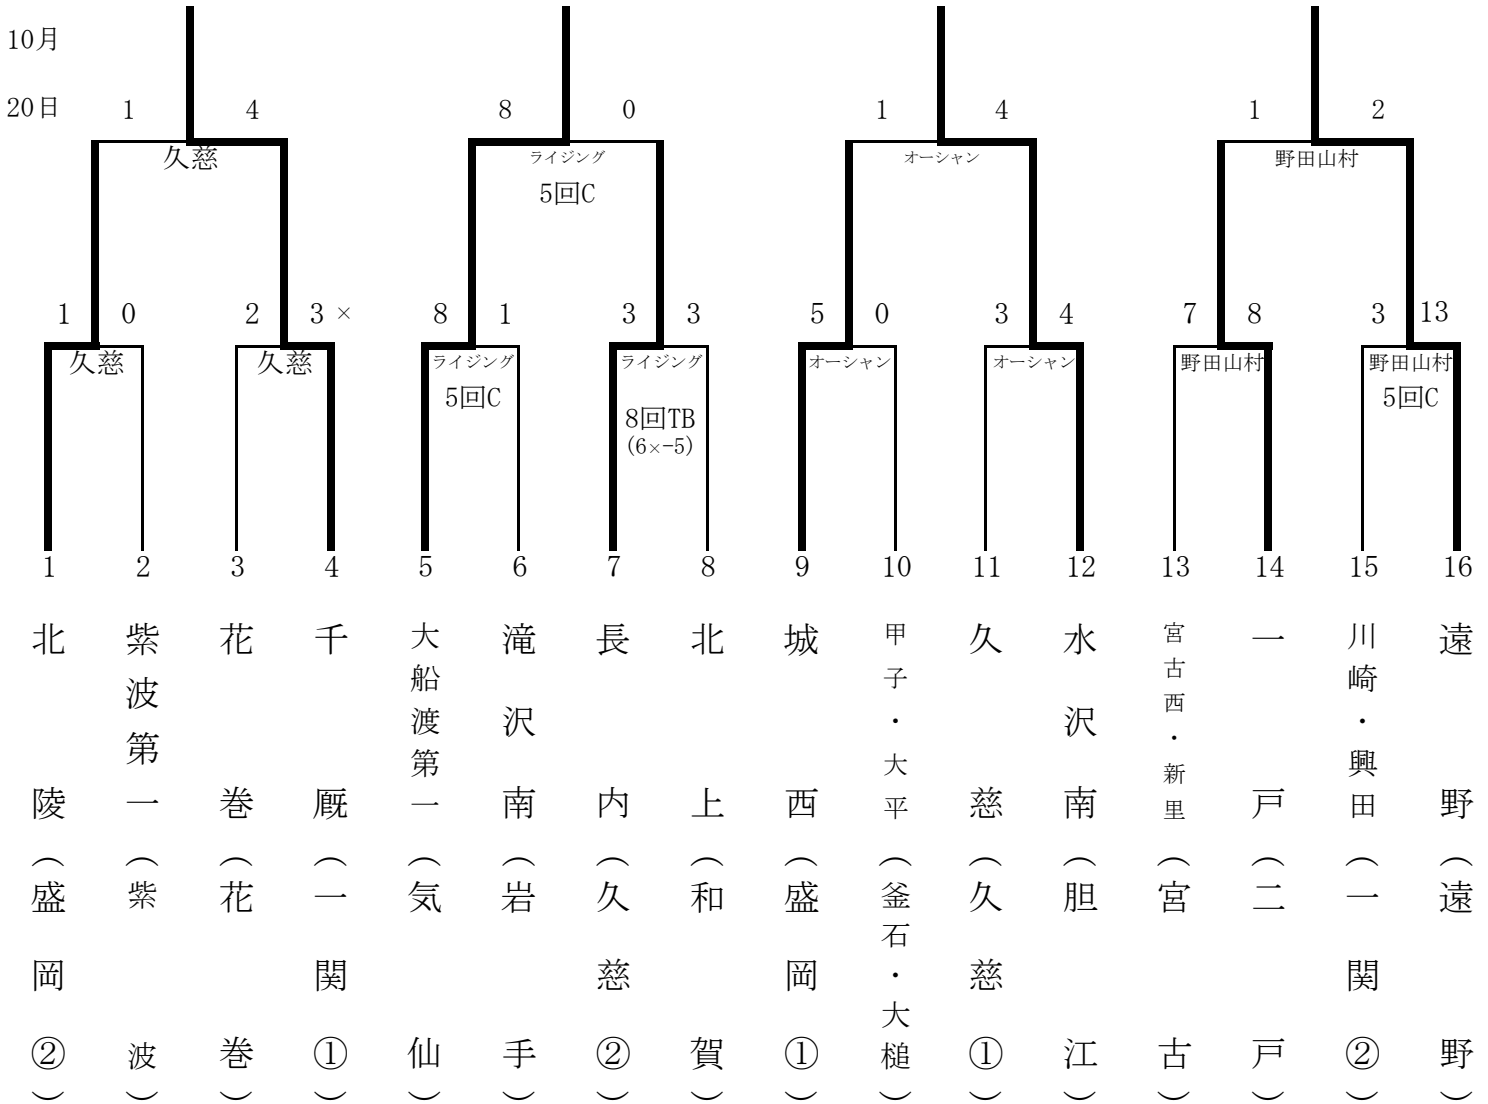 10月
20日
1 4 8 0 1 4 1 2
久慈 ライジング オーシャン 野田山村
5回C
1 0 2 3× 8 1 3 3 5 0 3 4 7 8 3 13
久慈 久慈 ライジング ライジング オーシャン オーシャン 野田山村 野田山村
5回C 8回TB 5回C
(6×-5)
1 2 3 4 5 6 7 8 9 10 11 12 13 14 15 16
北陵(盛岡②)
紫波第一(紫波)
花巻(花巻)
千厩(一関①)
大船渡第一(気仙)
滝沢南(岩手)
長内(久慈②)
北上(和賀)
城西(盛岡①)
甲子・大平(釜石・大槌)
久慈(久慈①)
水沢南(胆江)
宮古西・新里(宮古)
一戸(二戸)
川崎・興田(一関②)
遠野(遠野)